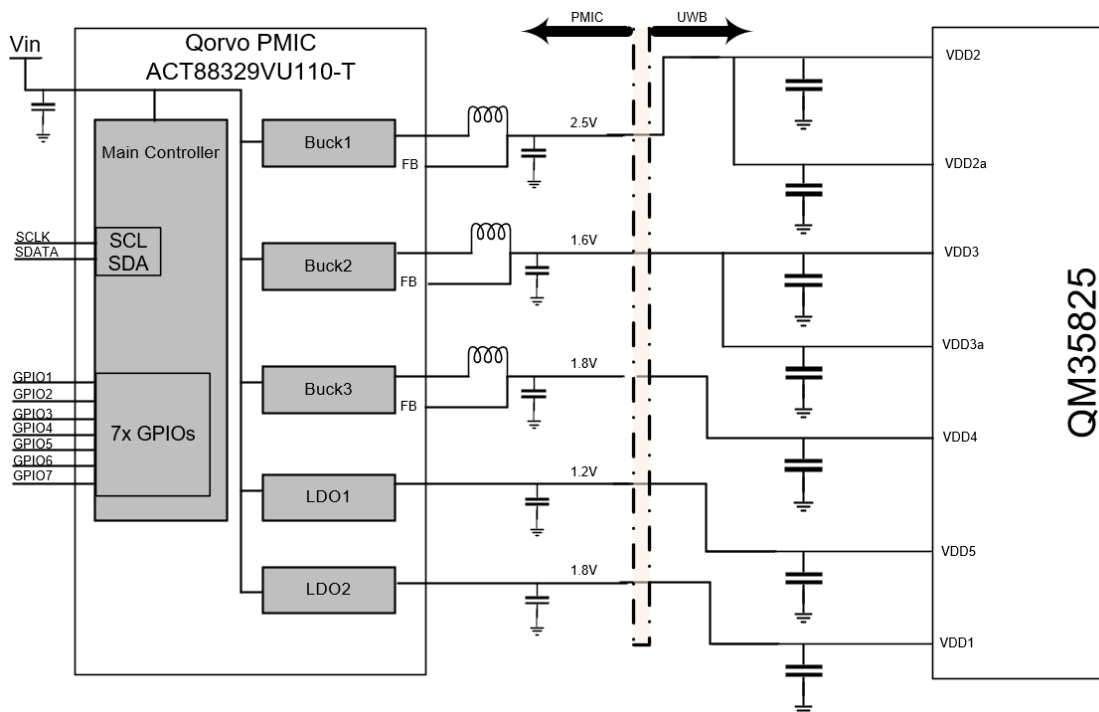 PMIC
UWB
Vin
Qorvo PMIC
ACT88329VU110-T
VDD2
Main Controller
Buck1
2.5V
FB
VDD2a
SCLK
SDATA
SCL
SDA
Buck2
1.6V
FB
VDD3
QM35825
VDD3a
GPIO1
GPIO2
GPIO3
GPIO4
GPIO5
GPIO6
GPIO7
7x GPIOs
Buck3
1.8V
FB
VDD4
LDO1
1.2V
VDD5
LDO2
1.8V
VDD1